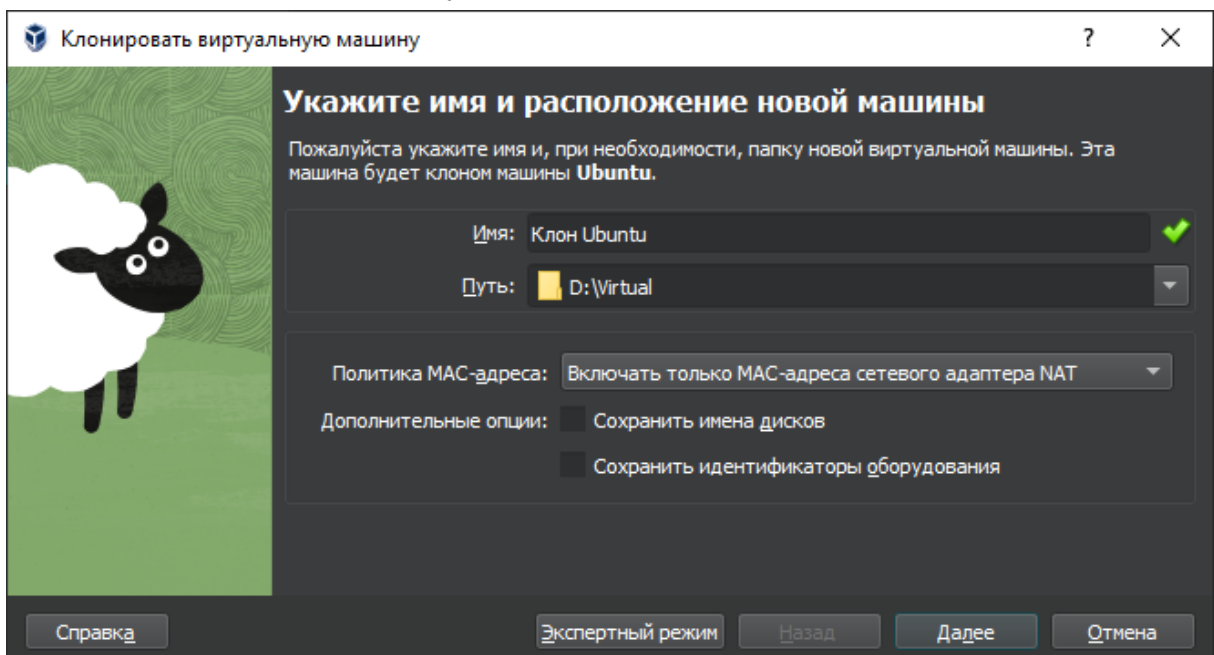 Клонировать виртуальную машину
?
Укажите имя и расположение новой машины
Пожалуйста укажите имя и, при необходимости, папку новой виртуальной машины. Эта
машина будет клоном машины Ubuntu.
Имя: Клон Ubuntu
Путь: D:\Virtual
Политика MAC-адреса: Включать только MAC-адреса сетевого адаптера NAT
Дополнительные опции: Сохранить имена дисков
Сохранить идентификаторы оборудования
Справка Экспертный режим Назад Далее Отмена